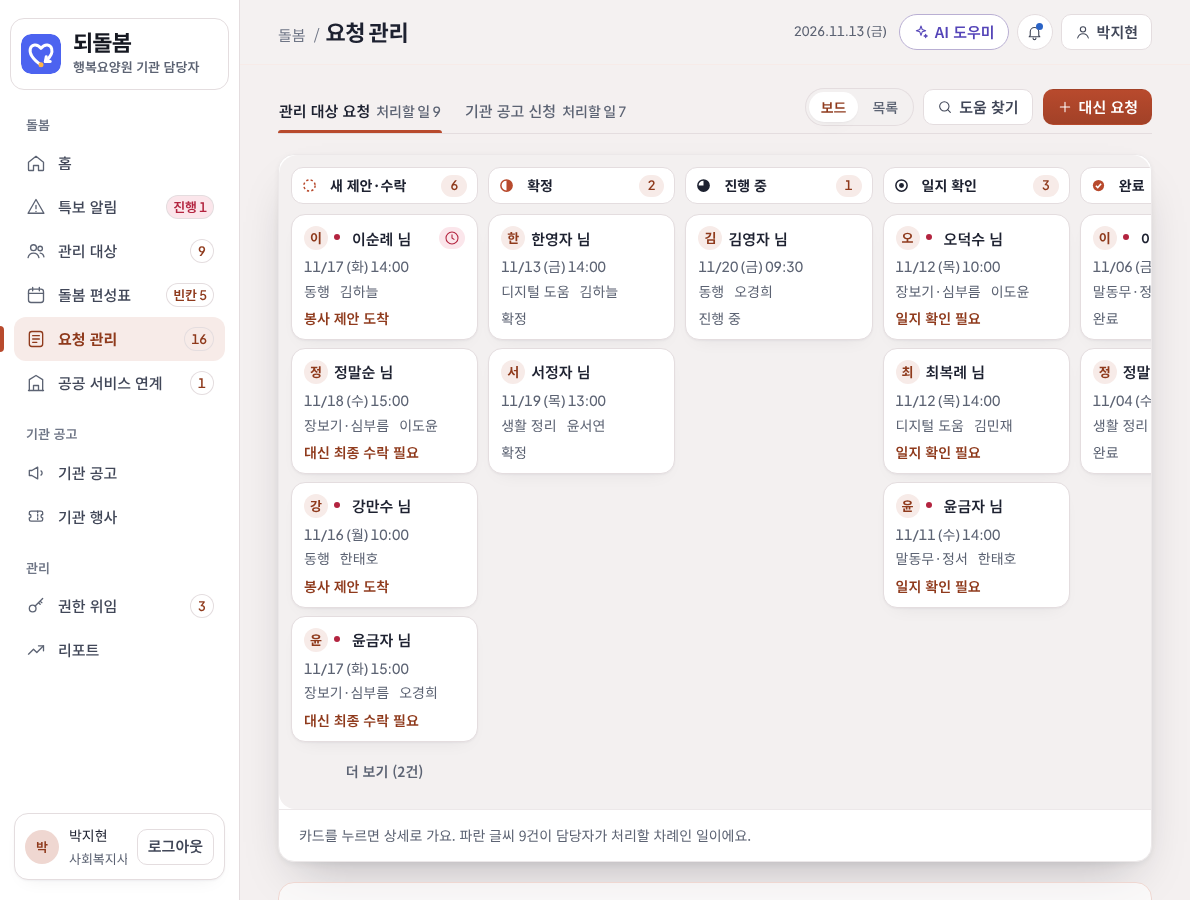 되돌봄
행복요양원 기관 담당자
돌봄
홈
특보 알림 진행 1
관리 대상 9
돌봄 편성표 빈칸 5
요청 관리 16
공공 서비스 연계 1
기관 공고
기관 공고
기관 행사
관리
권한 위임 3
리포트
박 박지현
사회복지사
로그아웃
돌봄 / 요청 관리
2026.11.13 (금)
AI 도우미
박지현
관리 대상 요청 처리할 일 9
기관 공고 신청 처리할 일 7
보드 목록
도움 찾기
대신 요청
새 제안·수락 6
이 이순례 님
11/17 (화) 14:00
동행 김하늘
봉사 제안 도착
정 정말순 님
11/18 (수) 15:00
장보기·심부름 이도윤
대신 최종 수락 필요
강 강만수 님
11/16 (월) 10:00
동행 한태호
봉사 제안 도착
윤 윤금자 님
11/17 (화) 15:00
장보기·심부름 오경희
대신 최종 수락 필요
더 보기 (2건)
확정 2
한 한영자 님
11/13 (금) 14:00
디지털 도움 김하늘
확정
서 서정자 님
11/19 (목) 13:00
생활 정리 윤서연
확정
진행 중 1
김 김영자 님
11/20 (금) 09:30
동행 오경희
진행 중
일지 확인 3
오 오덕수 님
11/12 (목) 10:00
장보기·심부름 이도윤
일지 확인 필요
최 최복례 님
11/12 (목) 14:00
디지털 도움 김민재
일지 확인 필요
윤 윤금자 님
11/11 (수) 14:00
말동무·정서 한태호
일지 확인 필요
완료
이
11/06 (금
말동무·정
완료
정 정말
11/04 (수
생활 정리
완료
카드를 누르면 상세로 가요. 파란 글씨 9건이 담당자가 처리할 차례인 일이에요.